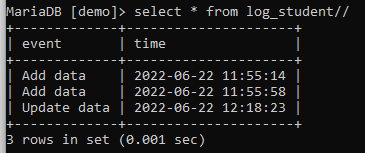 MariaDB [demo]> select * from log_student//
+-------------+---------------------+
| event       | time                |
+-------------+---------------------+
| Add data    | 2022-06-22 11:55:14 |
| Add data    | 2022-06-22 11:55:58 |
| Update data | 2022-06-22 12:18:23 |
+-------------+---------------------+
3 rows in set (0.001 sec)